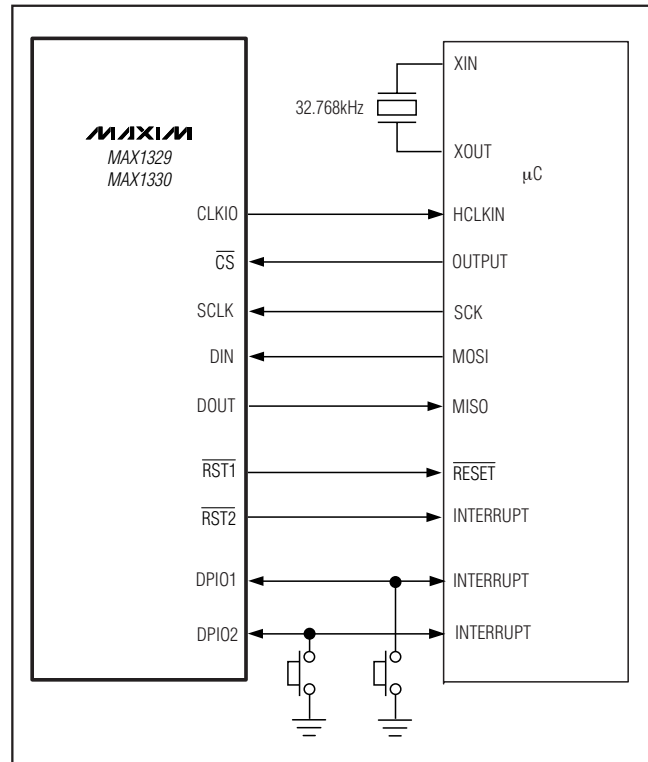 XIN
32.768kHz
XOUT
MAXIM
MAX1329
MAX1330
µC
CLKIO
HCLKIN
CS
OUTPUT
SCLK
SCK
DIN
MOSI
DOUT
MISO
RST1
RESET
RST2
INTERRUPT
DPIO1
INTERRUPT
DPIO2
INTERRUPT